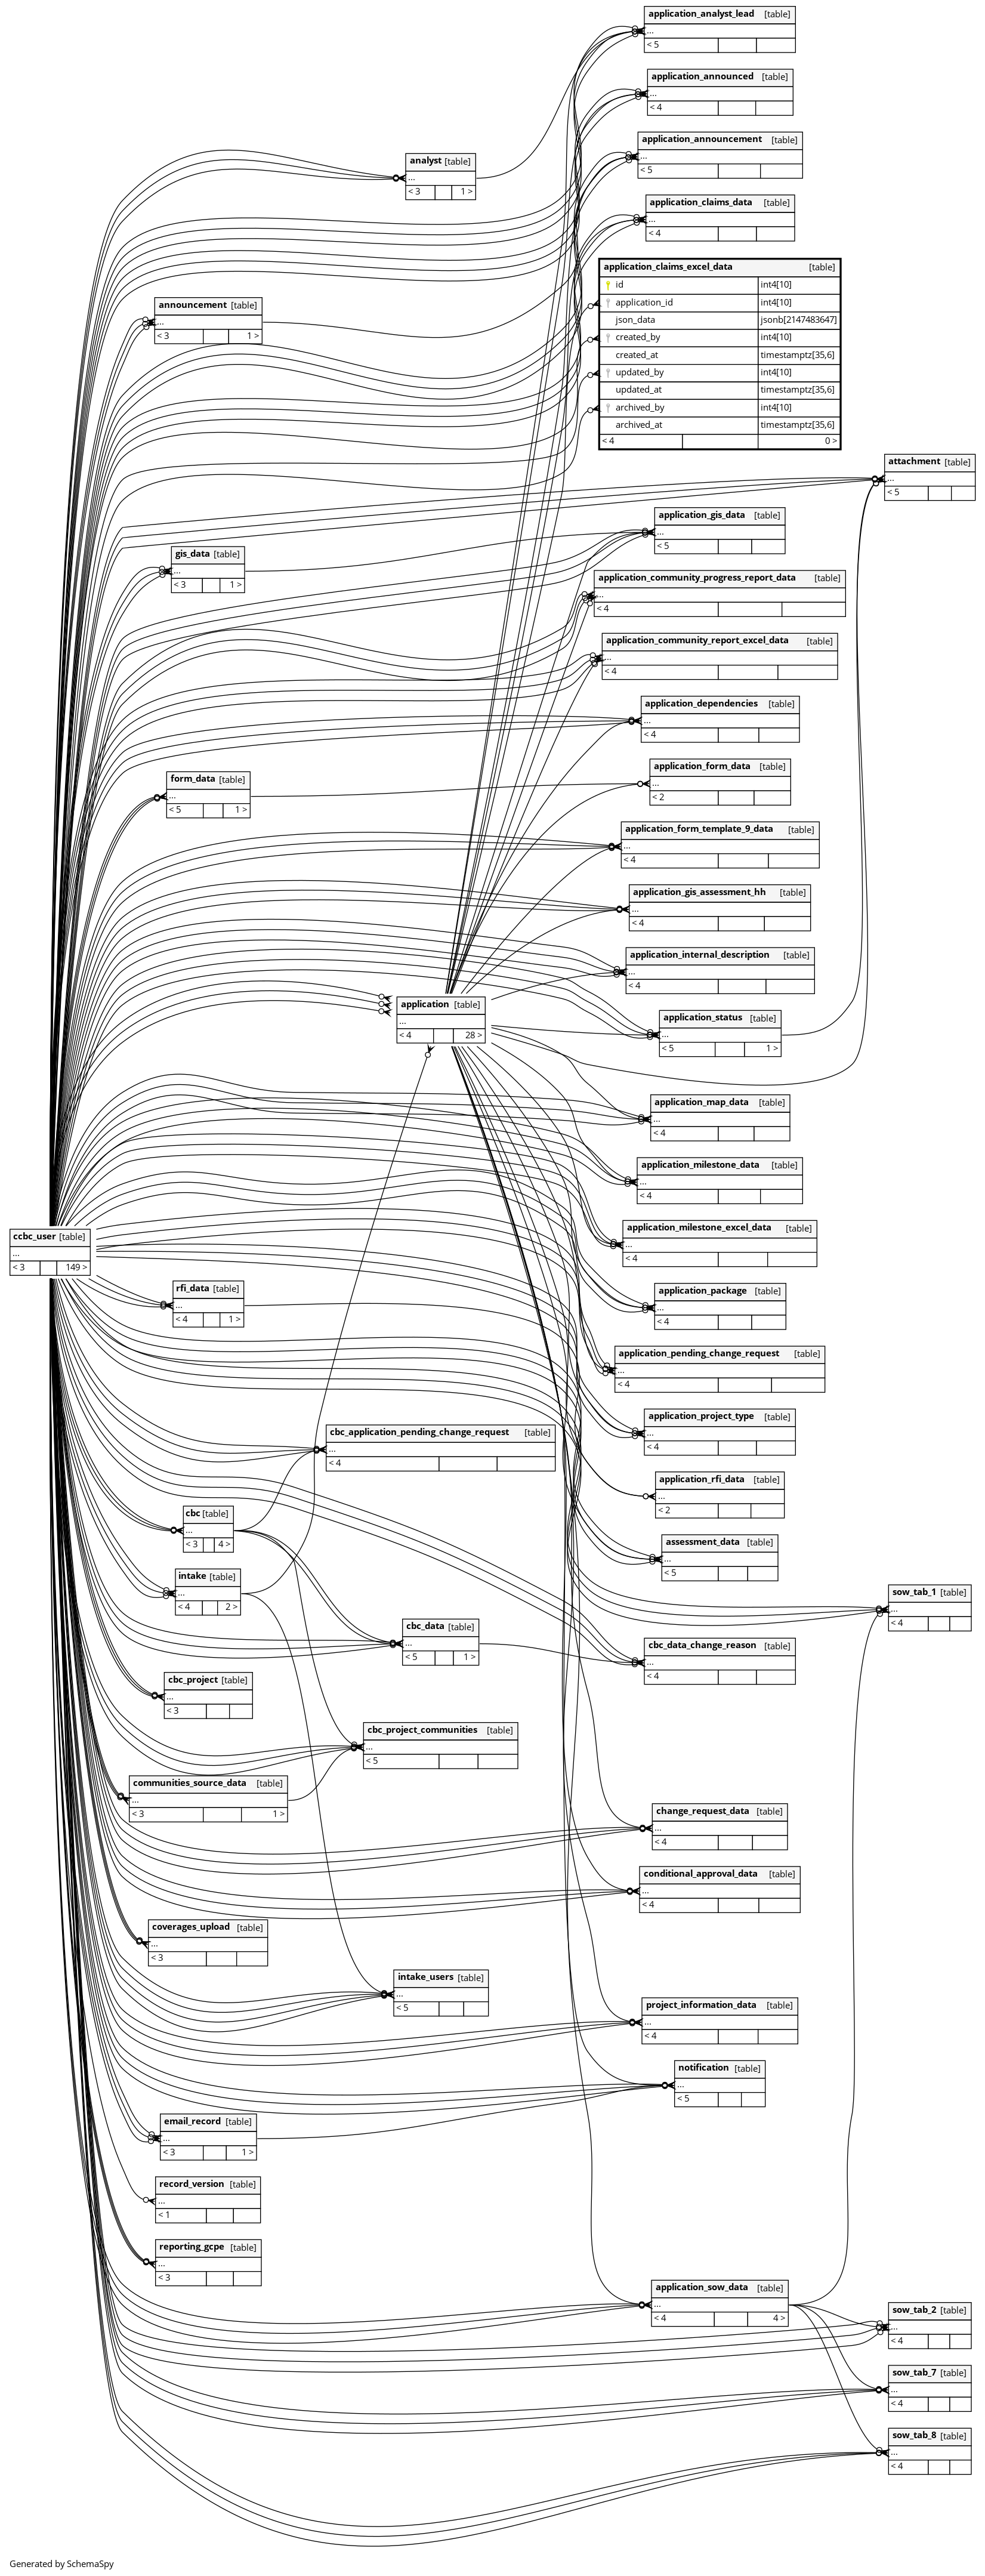 application_analyst_lead [table]
...
< 5
application_announced [table]
...
< 4
application_announcement [table]
...
< 5
analyst [table]
...
< 3 1 >
application_claims_data [table]
...
< 4
application_claims_excel_data [table]
id int4[10]
application_id int4[10]
json_data jsonb[2147483647]
created_by int4[10]
created_at timestamptz[35,6]
updated_by int4[10]
updated_at timestamptz[35,6]
archived_by int4[10]
archived_at timestamptz[35,6]
< 4 0 >
announcement [table]
...
< 3 1 >
attachment [table]
...
< 5
application_gis_data [table]
...
< 5
gis_data [table]
...
< 3 1 >
application_community_progress_report_data [table]
...
< 4
application_community_report_excel_data [table]
...
< 4
application_dependencies [table]
...
< 4
application_form_data [table]
...
< 2
form_data [table]
...
< 5 1 >
application_form_template_9_data [table]
...
< 4
application_gis_assessment_hh [table]
...
< 4
application_internal_description [table]
...
< 4
application [table]
...
< 4 28 >
application_status [table]
...
< 5 1 >
application_map_data [table]
...
< 4
application_milestone_data [table]
...
< 4
application_milestone_excel_data [table]
...
< 4
ccbc_user [table]
...
< 3 149 >
rfi_data [table]
...
< 4 1 >
application_package [table]
...
< 4
application_pending_change_request [table]
...
< 4
application_project_type [table]
...
< 4
cbc_application_pending_change_request [table]
...
< 4
application_rfi_data [table]
...
< 2
cbc [table]
...
< 3 4 >
assessment_data [table]
...
< 5
intake [table]
...
< 4 2 >
sow_tab_1 [table]
...
< 4
cbc_data [table]
...
< 5 1 >
cbc_data_change_reason [table]
...
< 4
cbc_project [table]
...
< 3
cbc_project_communities [table]
...
< 5
communities_source_data [table]
...
< 3 1 >
change_request_data [table]
...
< 4
conditional_approval_data [table]
...
< 4
coverages_upload [table]
...
< 3
intake_users [table]
...
< 5
project_information_data [table]
...
< 4
notification [table]
...
< 5
email_record [table]
...
< 3 1 >
record_version [table]
...
< 1
reporting_gcpe [table]
...
< 3
application_sow_data [table]
...
< 4 4 >
sow_tab_2 [table]
...
< 4
sow_tab_7 [table]
...
< 4
sow_tab_8 [table]
...
< 4
Generated by SchemaSpy